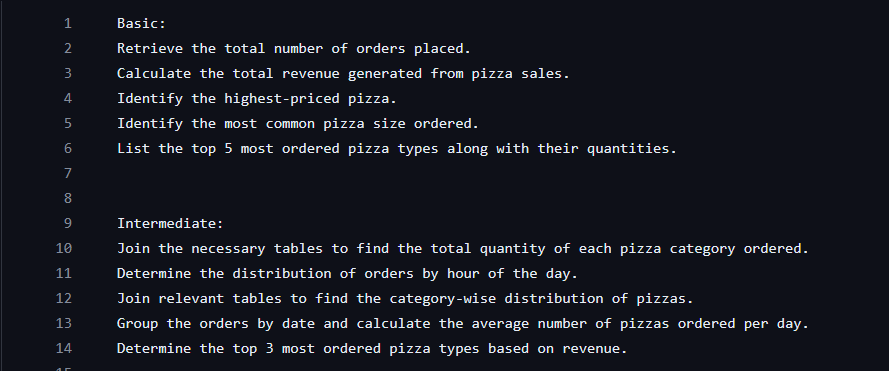 1 Basic:
2 Retrieve the total number of orders placed.
3 Calculate the total revenue generated from pizza sales.
4 Identify the highest-priced pizza.
5 Identify the most common pizza size ordered.
6 List the top 5 most ordered pizza types along with their quantities.
7
8
9 Intermediate:
10 Join the necessary tables to find the total quantity of each pizza category ordered.
11 Determine the distribution of orders by hour of the day.
12 Join relevant tables to find the category-wise distribution of pizzas.
13 Group the orders by date and calculate the average number of pizzas ordered per day.
14 Determine the top 3 most ordered pizza types based on revenue.